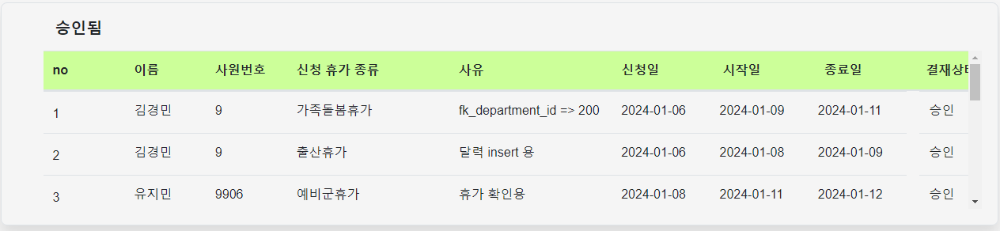 승인됨
no 이름 사원번호 신청 휴가 종류 사유 신청일 시작일 종료일 결재상태
1 김경민 9 가족돌봄휴가 fk_department_id => 200 2024-01-06 2024-01-09 2024-01-11 승인
2 김경민 9 출산휴가 달력 insert 용 2024-01-06 2024-01-08 2024-01-09 승인
3 유지민 9906 예비군휴가 휴가 확인용 2024-01-08 2024-01-11 2024-01-12 승인